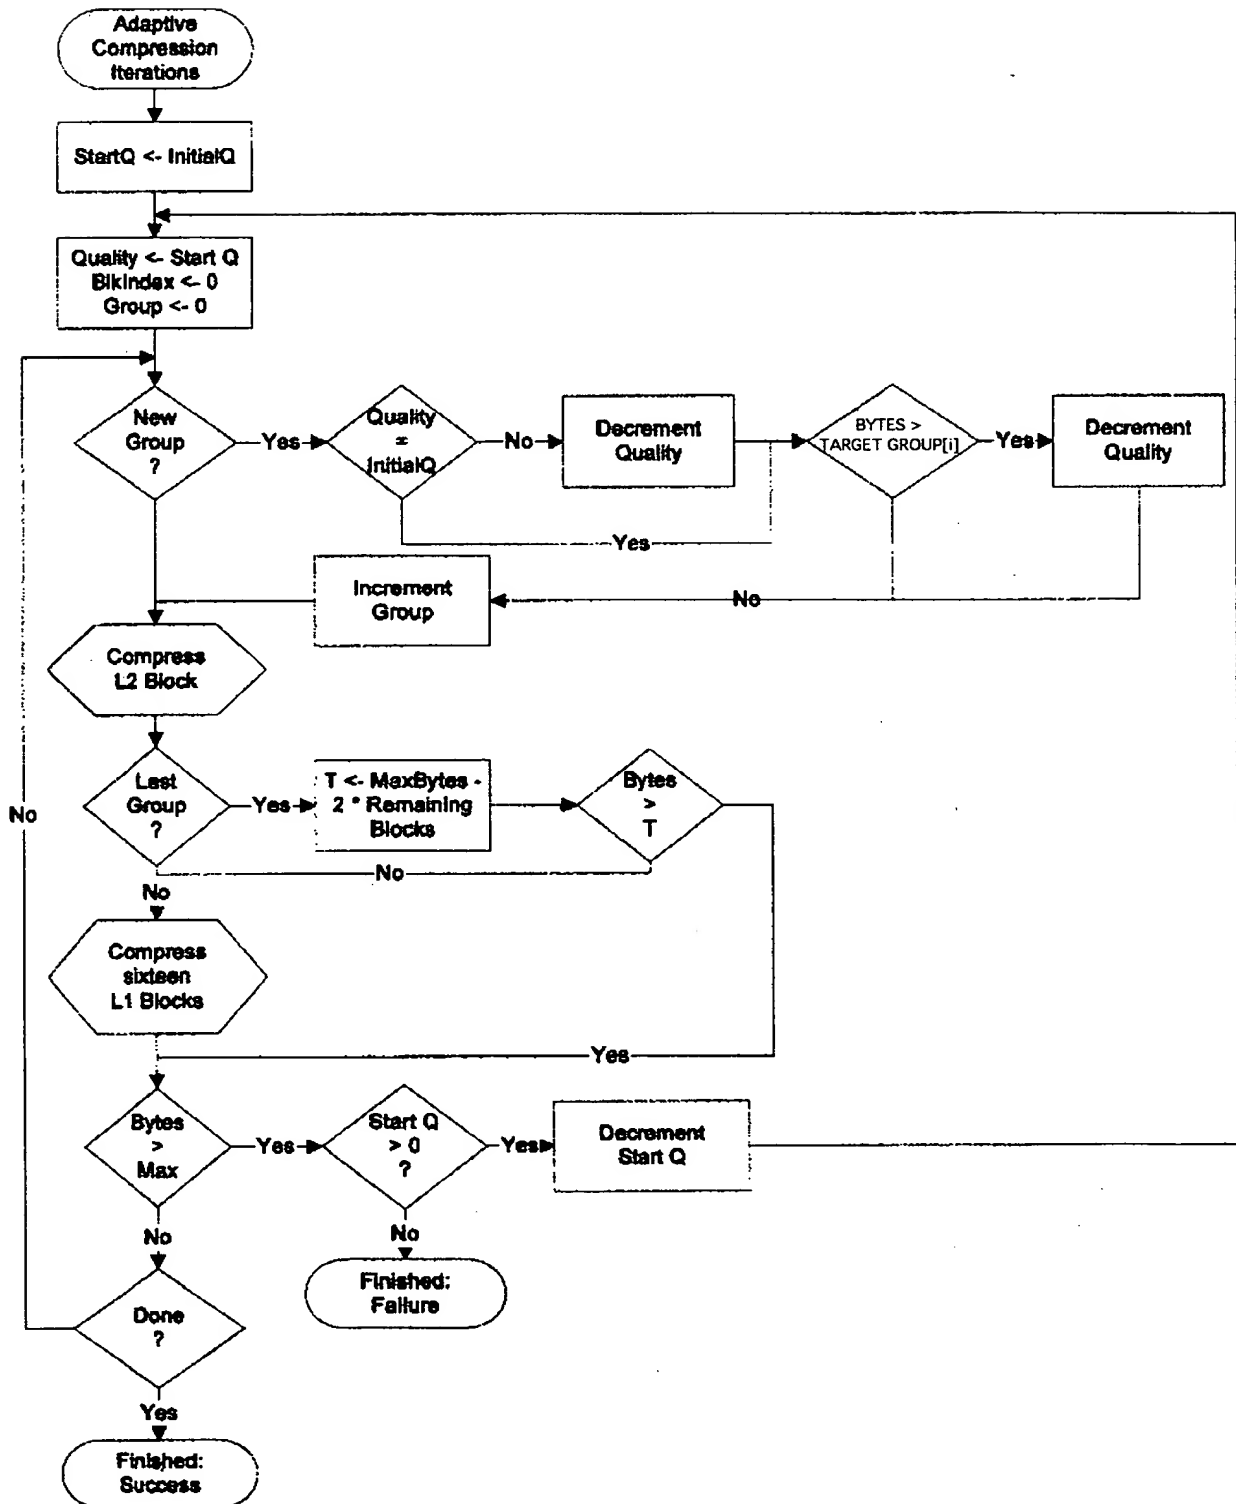 Adaptive
Compression
Iterations
StartQ <- InitialQ
Quality <- Start Q
BlkIndex <- 0
Group <- 0
New
Group
?
Yes
Quality
=
InitialQ
No
Decrement
Quality
BYTES >
TARGET GROUP[i]
Yes
Decrement
Quality
Yes
Increment
Group
No
Compress
L2 Block
Last
Group
?
Yes
T <- MaxBytes -
2 * Remaining
Blocks
Bytes
>
T
No
No
No
Compress
sixteen
L1 Blocks
Yes
Bytes
>
Max
Yes
Start Q
> 0
?
Yes
Decrement
Start Q
No
No
Finished:
Failure
Done
?
Yes
Finished:
Success